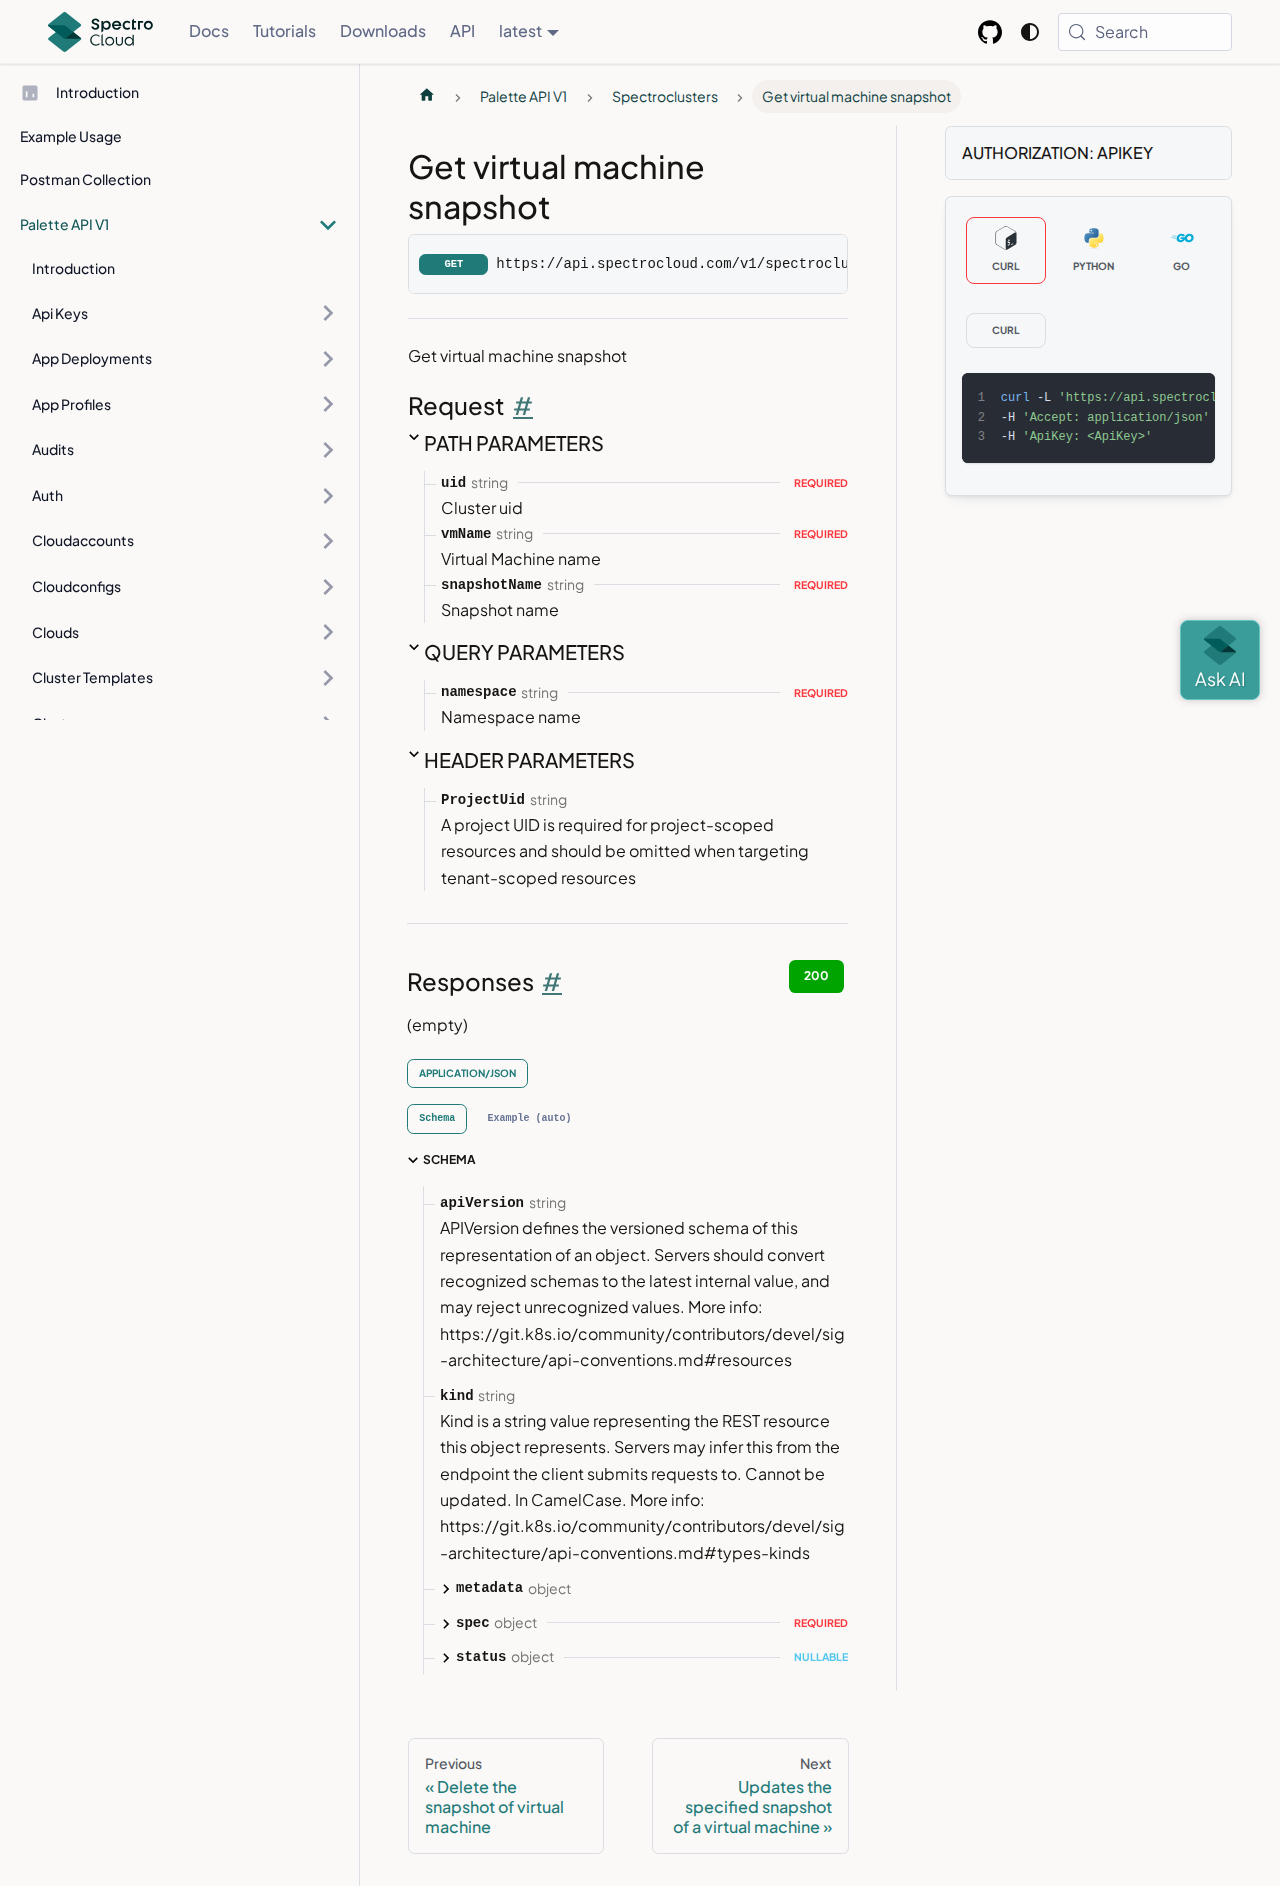 Spectro
Cloud
Docs
Tutorials
Downloads
API
latest
Search
Introduction
Example Usage
Postman Collection
Palette API V1
Introduction
Api Keys
App Deployments
App Profiles
Audits
Auth
Cloudaccounts
Cloudconfigs
Clouds
Cluster Templates
Palette API V1
Spectroclusters
Get virtual machine snapshot
Get virtual machine
snapshot
GET https://api.spectrocloud.com/v1/spectroclu
Get virtual machine snapshot
Request #
PATH PARAMETERS
uid string REQUIRED
Cluster uid
vmName string REQUIRED
Virtual Machine name
snapshotName string REQUIRED
Snapshot name
QUERY PARAMETERS
namespace string REQUIRED
Namespace name
HEADER PARAMETERS
ProjectUid string
A project UID is required for project-scoped
resources and should be omitted when targeting
tenant-scoped resources
Responses #
200
(empty)
APPLICATION/JSON
Schema
Example (auto)
SCHEMA
apiVersion string
APIVersion defines the versioned schema of this
representation of an object. Servers should convert
recognized schemas to the latest internal value, and
may reject unrecognized values. More info:
https://git.k8s.io/community/contributors/devel/sig
-architecture/api-conventions.md#resources
kind string
Kind is a string value representing the REST resource
this object represents. Servers may infer this from the
endpoint the client submits requests to. Cannot be
updated. In CamelCase. More info:
https://git.k8s.io/community/contributors/devel/sig
-architecture/api-conventions.md#types-kinds
metadata object
spec object REQUIRED
status object NULLABLE
Previous
« Delete the
snapshot of virtual
machine
Next
Updates the
specified snapshot
of a virtual machine »
AUTHORIZATION: APIKEY
CURL
PYTHON
GO
CURL
1 curl -L 'https://api.spectrocl
2 -H 'Accept: application/json'
3 -H 'ApiKey: <ApiKey>'
Ask AI